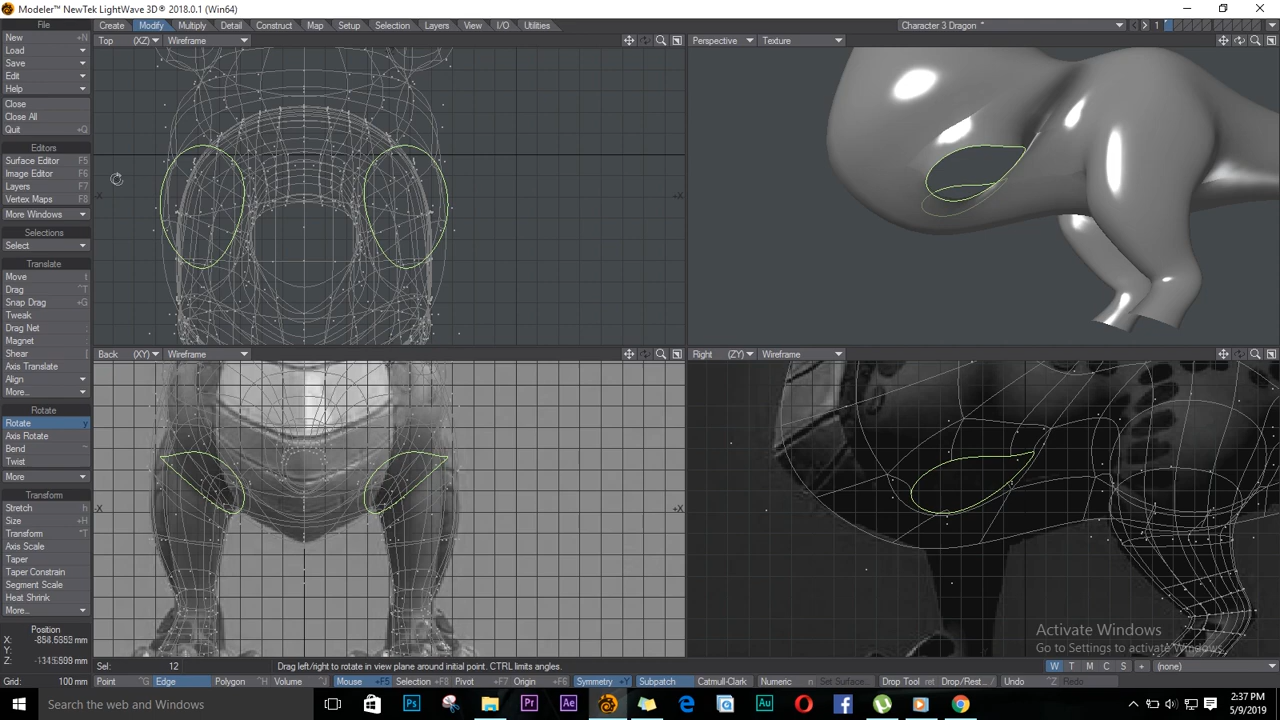 Modeler™ NewTek LightWave 3D® 2018.0.1 (Win64)
File Create Modify Multiply Detail Construct Map Setup Selection Layers View I/O Utilities Character 3 Dragon * 1
New +N
Load
Save
Edit
Help
Close
Close All
Quit +Q
Editors
Surface Editor F5
Image Editor F6
Layers F7
Vertex Maps F8
More Windows
Selections
Select
Translate
Move t
Drag ^T
Snap Drag +G
Tweak
Drag Net ;
Magnet :
Shear [
Axis Translate
Align
More...
Rotate
Rotate y
Axis Rotate
Bend ~
Twist
More
Transform
Stretch h
Size +H
Transform ^T
Axis Scale
Taper
Taper Constrain
Segment Scale
Heat Shrink
More...
Position
X:
Y:
Z:
Grid: 100 mm
Top (XZ) Wireframe
-X +X
Perspective Texture
Back (XY) Wireframe
-X +X
Right (ZY) Wireframe
Activate Windows
Go to Settings to activate Windows.
Sel: 12 Drag left/right to rotate in view plane around initial point. CTRL limits angles. W T M C S + (none)
Point ^G Edge Polygon ^H Volume ^J Mouse +F5 Selection +F8 Pivot +F7 Origin +F6 Symmetry +Y Subpatch Catmull-Clark Numeric n Set Surface... Drop Tool ret Drop/Rest... / Undo ^Z Redo
Search the web and Windows
2:37 PM
5/9/2019